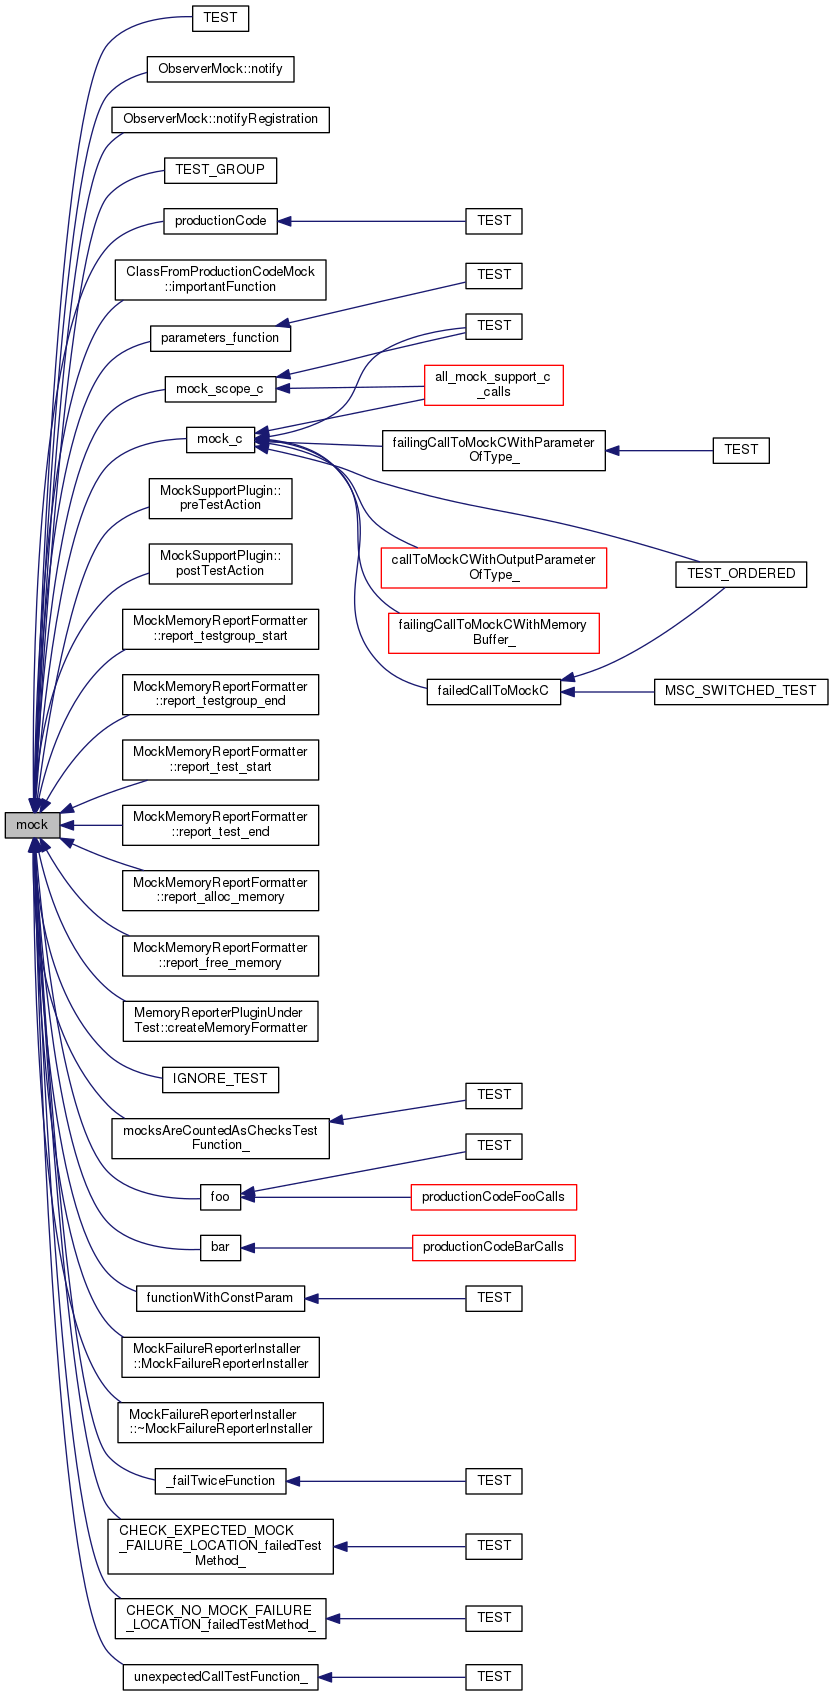 TEST
ObserverMock::notify
ObserverMock::notifyRegistration
TEST_GROUP
productionCode
TEST
ClassFromProductionCodeMock
::importantFunction
TEST
parameters_function
TEST
mock_scope_c
all_mock_support_c
_calls
mock_c
failingCallToMockCWithParameter
OfType_
TEST
MockSupportPlugin::
preTestAction
MockSupportPlugin::
postTestAction
callToMockCWithOutputParameter
OfType_
TEST_ORDERED
MockMemoryReportFormatter
::report_testgroup_start
failingCallToMockCWithMemory
Buffer_
MockMemoryReportFormatter
::report_testgroup_end
failedCallToMockC
MSC_SWITCHED_TEST
MockMemoryReportFormatter
::report_test_start
mock
MockMemoryReportFormatter
::report_test_end
MockMemoryReportFormatter
::report_alloc_memory
MockMemoryReportFormatter
::report_free_memory
MemoryReporterPluginUnder
Test::createMemoryFormatter
IGNORE_TEST
TEST
mocksAreCountedAsChecksTest
Function_
TEST
foo
productionCodeFooCalls
bar
productionCodeBarCalls
functionWithConstParam
TEST
MockFailureReporterInstaller
::MockFailureReporterInstaller
MockFailureReporterInstaller
::~MockFailureReporterInstaller
_failTwiceFunction
TEST
CHECK_EXPECTED_MOCK
_FAILURE_LOCATION_failedTest
Method_
TEST
CHECK_NO_MOCK_FAILURE
_LOCATION_failedTestMethod_
TEST
unexpectedCallTestFunction_
TEST